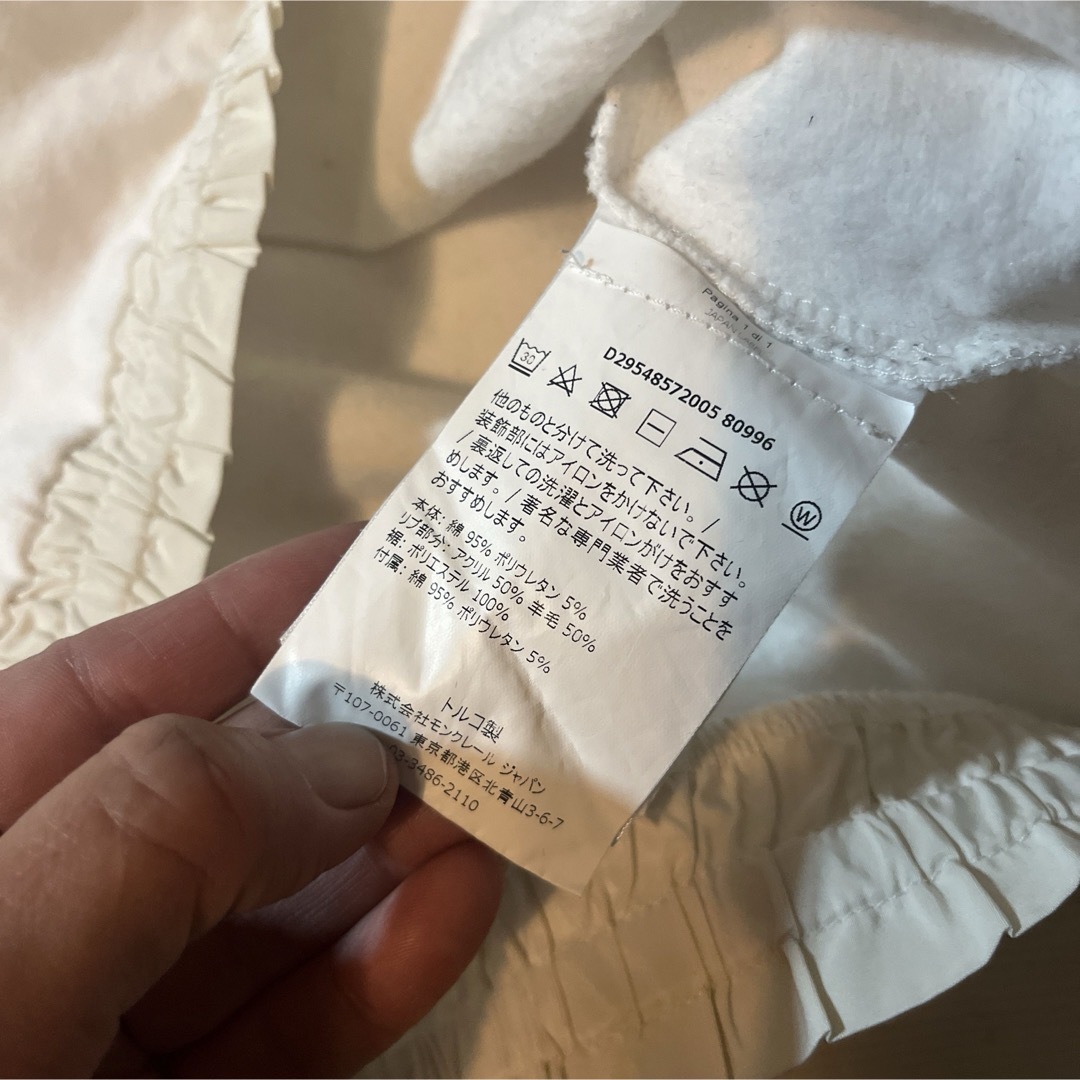 Pagina 1 di 1
JAPAN
D29548572005 80996
30
W
他のものと分けて洗って下さい。/
装飾部にはアイロンをかけないで下さい。
/ 裏返しての洗濯とアイロンがけをおすす
めします。/ 著名な専門業者で洗うことを
おすすめします。
本体: 綿 95% ポリウレタン 5%
リブ部分: アクリル 50% 羊毛 50%
裾: ポリエステル 100%
付属: 綿 95% ポリウレタン 5%
トルコ製
株式会社モンクレール ジャパン
〒107-0061 東京都港区北青山3-6-7
03-3486-2110